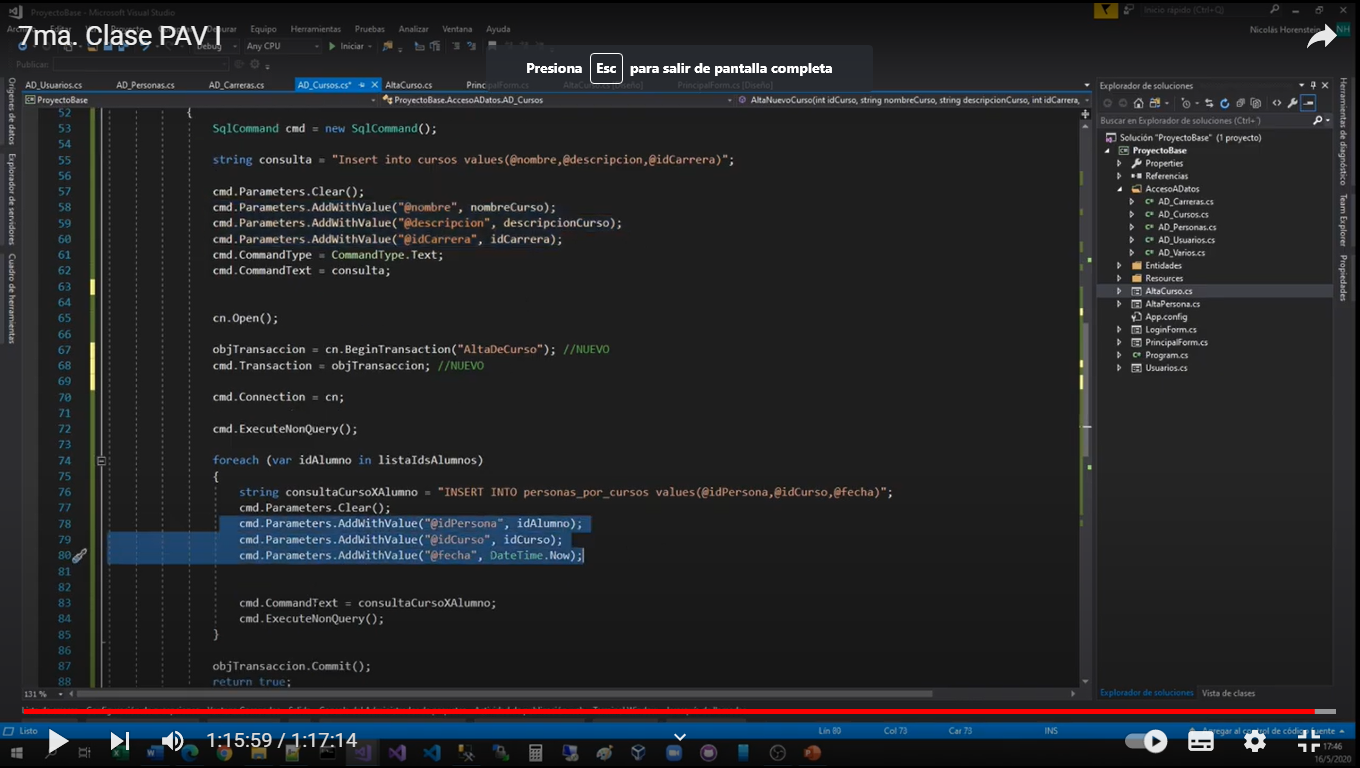 ProyectoBase - Microsoft Visual Studio
Inicio rápido (Ctrl+Q)
7ma. Clase PAV I
Depurar Equipo Herramientas Pruebas Analizar Ventana Ayuda
Nicolás Horenstein NH
Debug Any CPU Iniciar
Publicar:
Presiona Esc para salir de pantalla completa
AD_Usuarios.cs AD_Personas.cs AD_Carreras.cs AD_Cursos.cs* AltaCurso.cs
PrincipalForm.cs [Diseño]
ProyectoBase ProyectoBase.AccesoADatos.AD_Cursos AltaNuevoCurso(int idCurso, string nombreCurso, string descripcionCurso, int idCarrera,
Orígenes de datos
Explorador de servidores
Cuadro de herramientas
52 {
53 SqlCommand cmd = new SqlCommand();
54
55 string consulta = "Insert into cursos values(@nombre,@descripcion,@idCarrera)";
56
57 cmd.Parameters.Clear();
58 cmd.Parameters.AddWithValue("@nombre", nombreCurso);
59 cmd.Parameters.AddWithValue("@descripcion", descripcionCurso);
60 cmd.Parameters.AddWithValue("@idCarrera", idCarrera);
61 cmd.CommandType = CommandType.Text;
62 cmd.CommandText = consulta;
63
64
65 cn.Open();
66
67 objTransaccion = cn.BeginTransaction("AltaDeCurso"); //NUEVO
68 cmd.Transaction = objTransaccion; //NUEVO
69
70 cmd.Connection = cn;
71
72 cmd.ExecuteNonQuery();
73
74 foreach (var idAlumno in listaIdsAlumnos)
75 {
76 string consultaCursoXAlumno = "INSERT INTO personas_por_cursos values(@idPersona,@idCurso,@fecha)";
77 cmd.Parameters.Clear();
78 cmd.Parameters.AddWithValue("@idPersona", idAlumno);
79 cmd.Parameters.AddWithValue("@idCurso", idCurso);
80 cmd.Parameters.AddWithValue("@fecha", DateTime.Now);
81
82
83 cmd.CommandText = consultaCursoXAlumno;
84 cmd.ExecuteNonQuery();
85 }
86
87 objTransaccion.Commit();
88 return true;
131 %
Explorador de soluciones
Buscar en Explorador de soluciones (Ctrl+´)
Solución "ProyectoBase" (1 proyecto)
ProyectoBase
Properties
Referencias
AccesoADatos
AD_Carreras.cs
AD_Cursos.cs
AD_Personas.cs
AD_Usuarios.cs
AD_Varios.cs
Entidades
Resources
AltaCurso.cs
AltaPersona.cs
App.config
LoginForm.cs
PrincipalForm.cs
Program.cs
Usuarios.cs
Explorador de soluciones Vista de clases
Herramientas de diagnóstico
Team Explorer
Propiedades
Listo Lín 80 Col 73 Car 73 INS Agregar al control de código fuente
1:15:59 / 1:17:14
17:46
16/5/2020